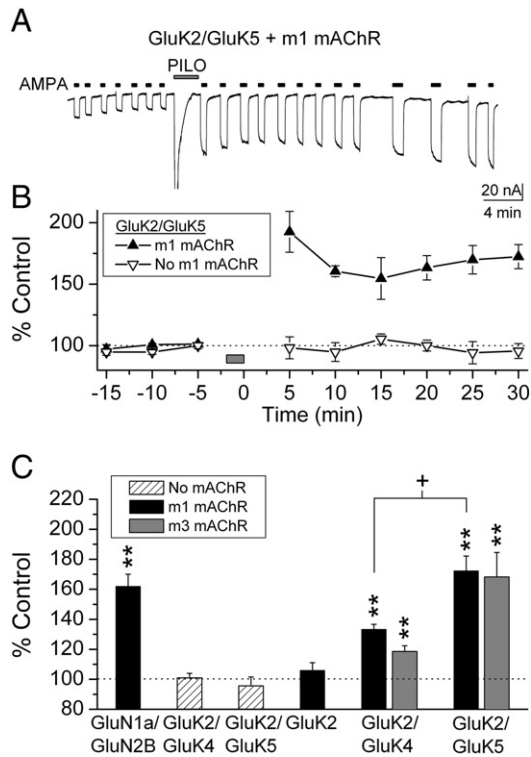 A
GluK2/GluK5 + m1 mAChR
PILO
AMPA
20 nA
4 min
B
200
150
100
% Control
GluK2/GluK5
m1 mAChR
No m1 mAChR
-15 -10 -5 0 5 10 15 20 25 30
Time (min)
C
220
200
180
160
140
120
100
80
% Control
No mAChR
m1 mAChR
m3 mAChR
**
**
**
+
**
**
GluN1a/ GluK2/ GluK2/ GluK2 GluK2/ GluK2/
GluN2B GluK4 GluK5 GluK4 GluK5